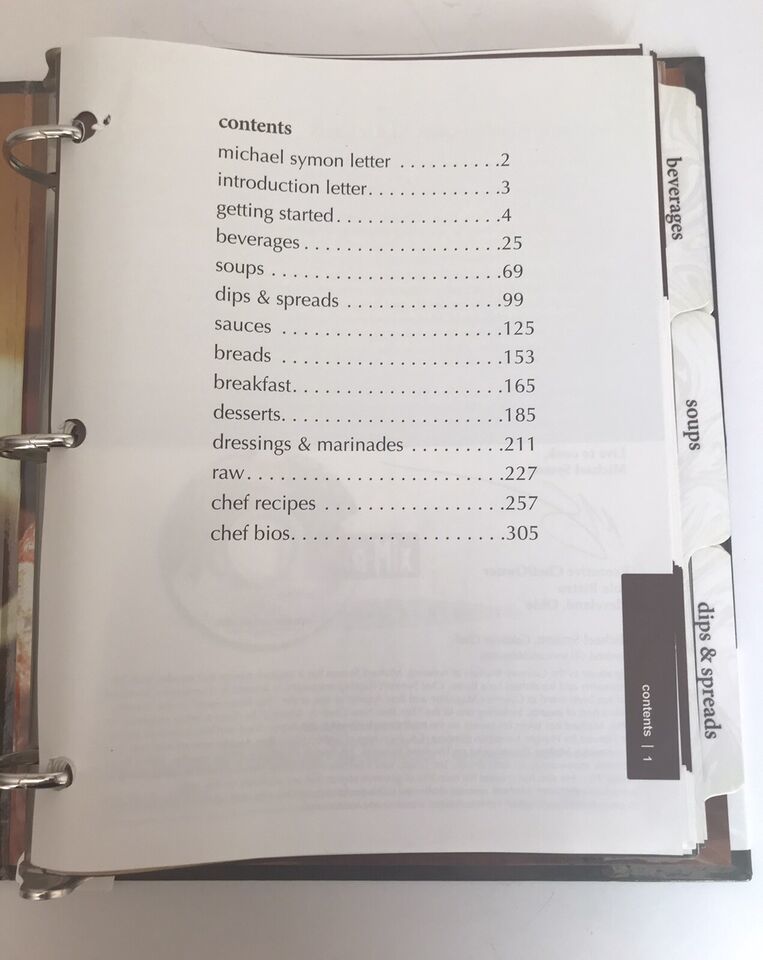 contents
michael symon letter . . . . . . . . . .2
introduction letter. . . . . . . . . . . . .3
getting started . . . . . . . . . . . . . . . .4
beverages . . . . . . . . . . . . . . . . . . .25
soups . . . . . . . . . . . . . . . . . . . . . .69
dips & spreads . . . . . . . . . . . . . . .99
sauces . . . . . . . . . . . . . . . . . . . . .125
breads . . . . . . . . . . . . . . . . . . . . .153
breakfast. . . . . . . . . . . . . . . . . . . .165
desserts. . . . . . . . . . . . . . . . . . . . .185
dressings & marinades . . . . . . . . .211
raw. . . . . . . . . . . . . . . . . . . . . . . .227
chef recipes . . . . . . . . . . . . . . . . .257
chef bios. . . . . . . . . . . . . . . . . . . .305
contents | 1
beverages
soups
dips & spreads